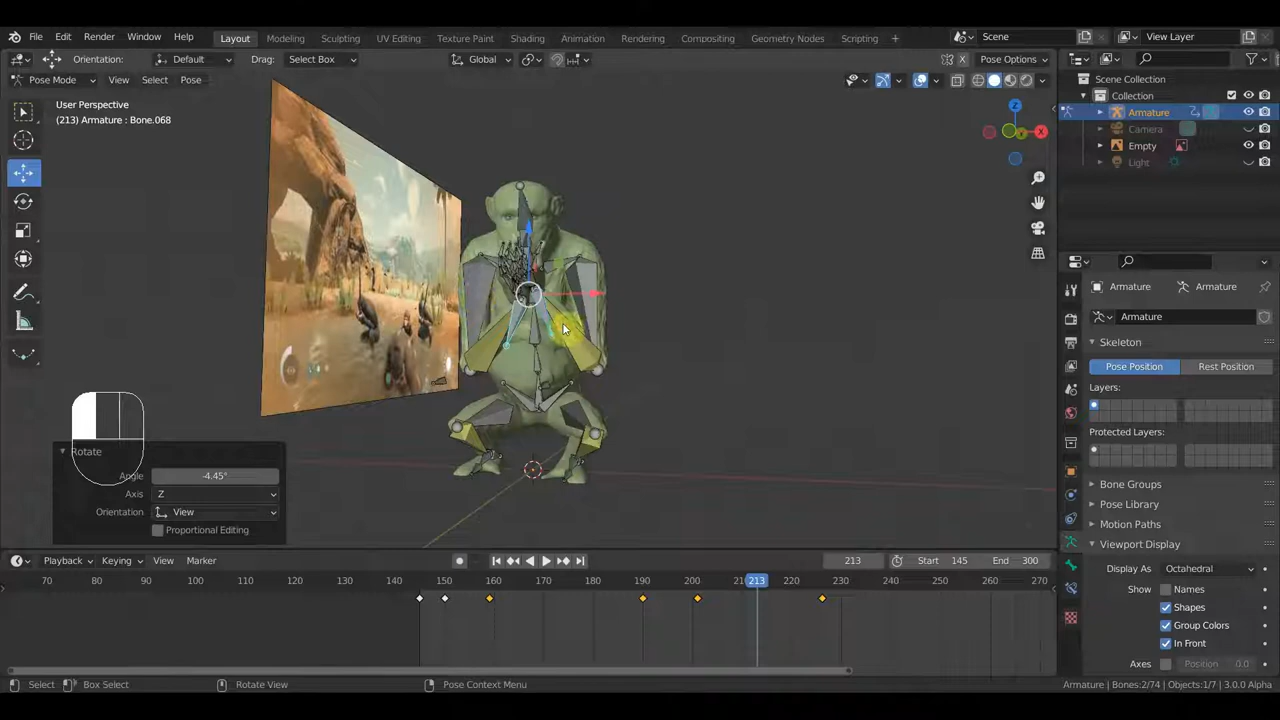 File Edit Render Window Help Layout Modeling Sculpting UV Editing Texture Paint Shading Animation Rendering Compositing Geometry Nodes Scripting + Scene View Layer
Orientation: Default Drag: Select Box Global Pose Options
Pose Mode View Select Pose
User Perspective
(213) Armature : Bone.068
Z
X
Y
Scene Collection
Collection
Armature
Camera
Empty
Light
Armature Armature
Armature
Skeleton
Pose Position Rest Position
Layers:
Protected Layers:
Bone Groups
Pose Library
Motion Paths
Viewport Display
Display As Octahedral
Show Names
Shapes
Group Colors
In Front
Axes Position 0.0
Rotate
Angle -4.45°
Axis Z
Orientation View
Proportional Editing
Playback Keying View Marker 213 Start 145 End 300
70 80 90 100 110 120 130 140 150 160 170 180 190 200 213 220 230 240 250 260 270
Select Box Select Rotate View Pose Context Menu Armature | Bones:2/74 | Objects:1/7 | 3.0.0 Alpha